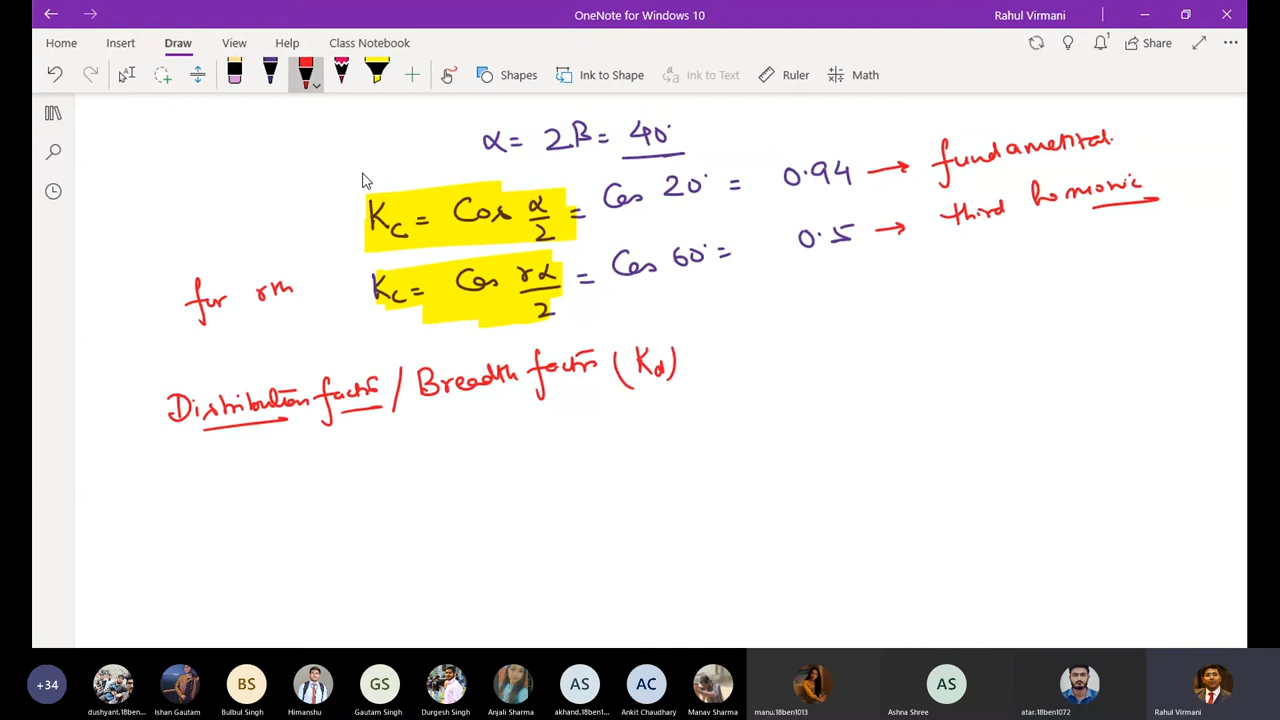 OneNote for Windows 10
Rahul Virmani
Home Insert Draw View Help Class Notebook
Share
Shapes Ink to Shape Ink to Text Ruler Math
α = 2β = 40°
Kc = Cos α/2 = Cos 20° = 0.94 → fundametital.
Kc = Cos rα/2 = Cos 60° = 0.5 → third homonic
for rth
Distribution factor / Breadth factor (Kd)
+34 BS GS AS AC AS
dushyant.18ben... Ishan Gautam Bulbul Singh Himanshu Gautam Singh Durgesh Singh Anjali Sharma akhand.18ben1... Ankit Chaudhary Manav Sharma manu.18ben1013 Ashna Shree atar.18ben1072 Rahul Virmani